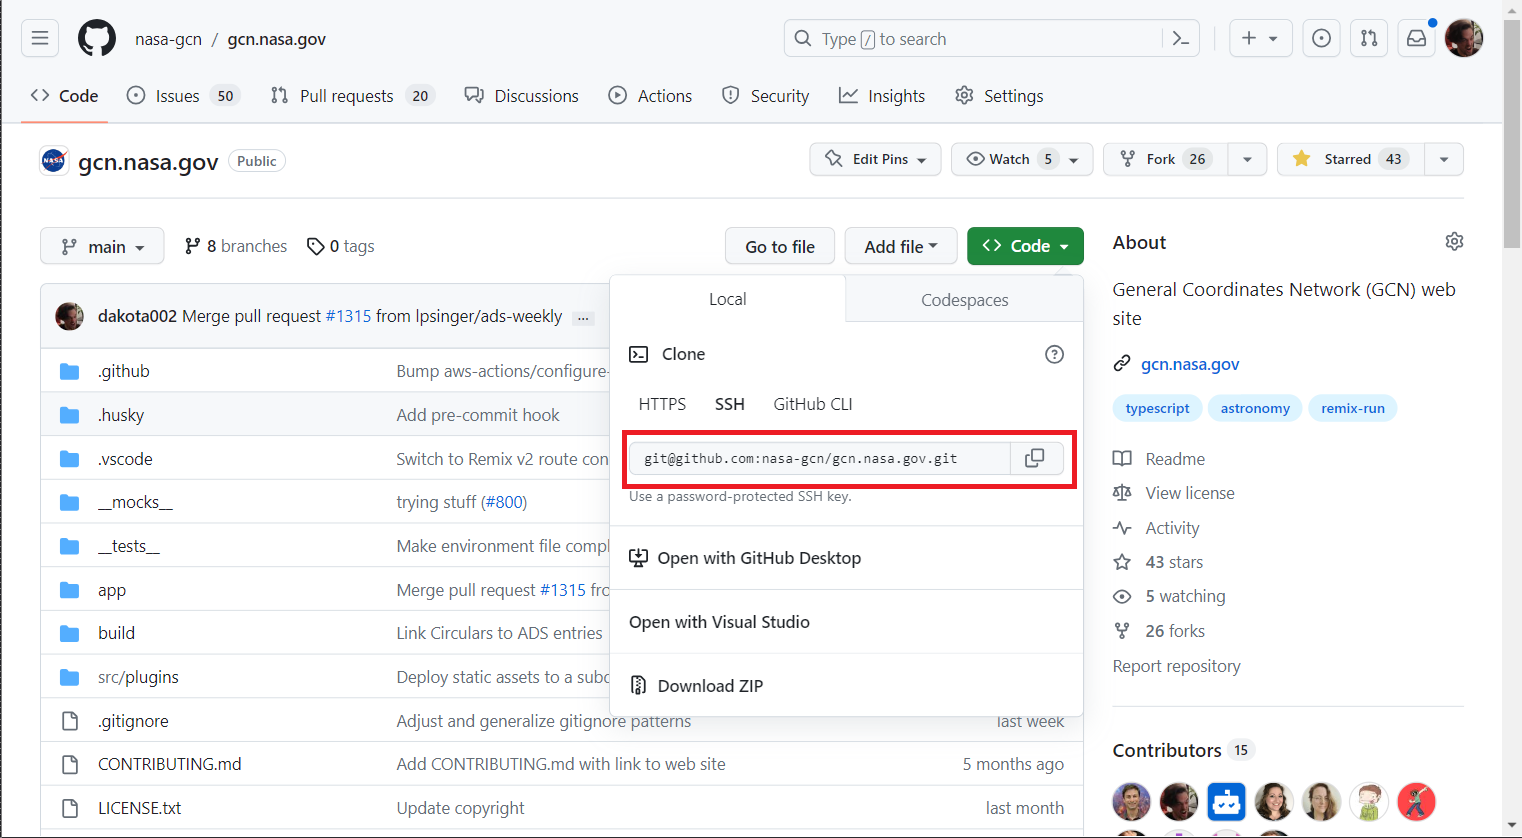 nasa-gcn / gcn.nasa.gov
Type / to search
Code
Issues 50
Pull requests 20
Discussions
Actions
Security
Insights
Settings
NASA
gcn.nasa.gov Public
Edit Pins
Watch 5
Fork 26
Starred 43
main
8 branches
0 tags
Go to file
Add file
Code
dakota002 Merge pull request #1315 from lpsinger/ads-weekly ...
.github Bump aws-actions/configure-
.husky Add pre-commit hook
.vscode Switch to Remix v2 route con
__mocks__ trying stuff (#800)
__tests__ Make environment file compl
app Merge pull request #1315 fro
build Link Circulars to ADS entries
src/plugins Deploy static assets to a subd
.gitignore Adjust and generalize gitignore patterns last week
CONTRIBUTING.md Add CONTRIBUTING.md with link to web site 5 months ago
LICENSE.txt Update copyright last month
Local
Codespaces
Clone
HTTPS
SSH
GitHub CLI
git@github.com:nasa-gcn/gcn.nasa.gov.git
Use a password-protected SSH key.
Open with GitHub Desktop
Open with Visual Studio
Download ZIP
About
General Coordinates Network (GCN) web
site
gcn.nasa.gov
typescript
astronomy
remix-run
Readme
View license
Activity
43 stars
5 watching
26 forks
Report repository
Contributors 15